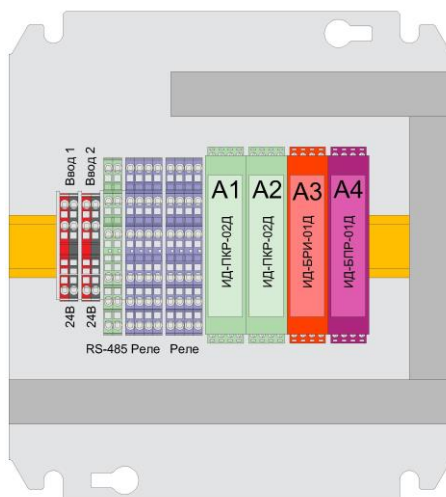 Ввод 1
Ввод 2
A1
A2
A3
A4
ИД-ПКР-02Д
ИД-ПКР-02Д
ИД-БРИ-01Д
ИД-БПР-01Д
24В
24В
RS-485 Реле Реле